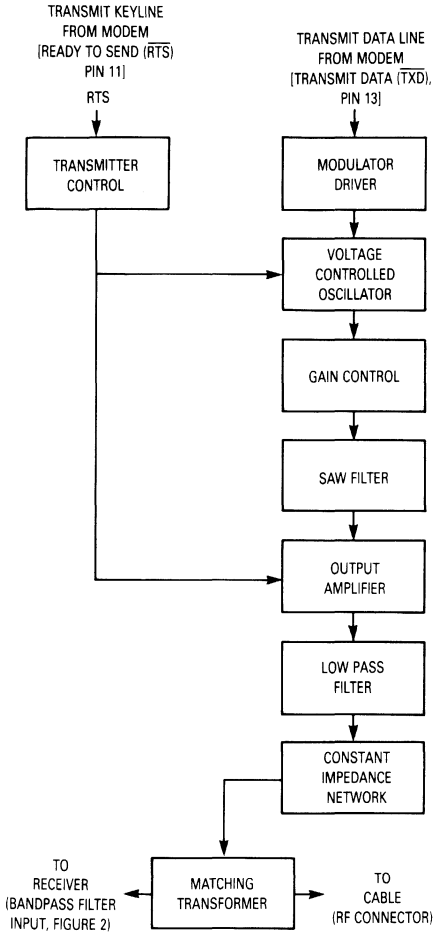 TRANSMIT KEYLINE
FROM MODEM
[READY TO SEND (R̅T̅S̅)
PIN 11]
RTS
TRANSMIT DATA LINE
FROM MODEM
[TRANSMIT DATA (T̅X̅D̅),
PIN 13]
TRANSMITTER
CONTROL
MODULATOR
DRIVER
VOLTAGE
CONTROLLED
OSCILLATOR
GAIN CONTROL
SAW FILTER
OUTPUT
AMPLIFIER
LOW PASS
FILTER
CONSTANT
IMPEDANCE
NETWORK
TO
RECEIVER
(BANDPASS FILTER
INPUT, FIGURE 2)
MATCHING
TRANSFORMER
TO
CABLE
(RF CONNECTOR)